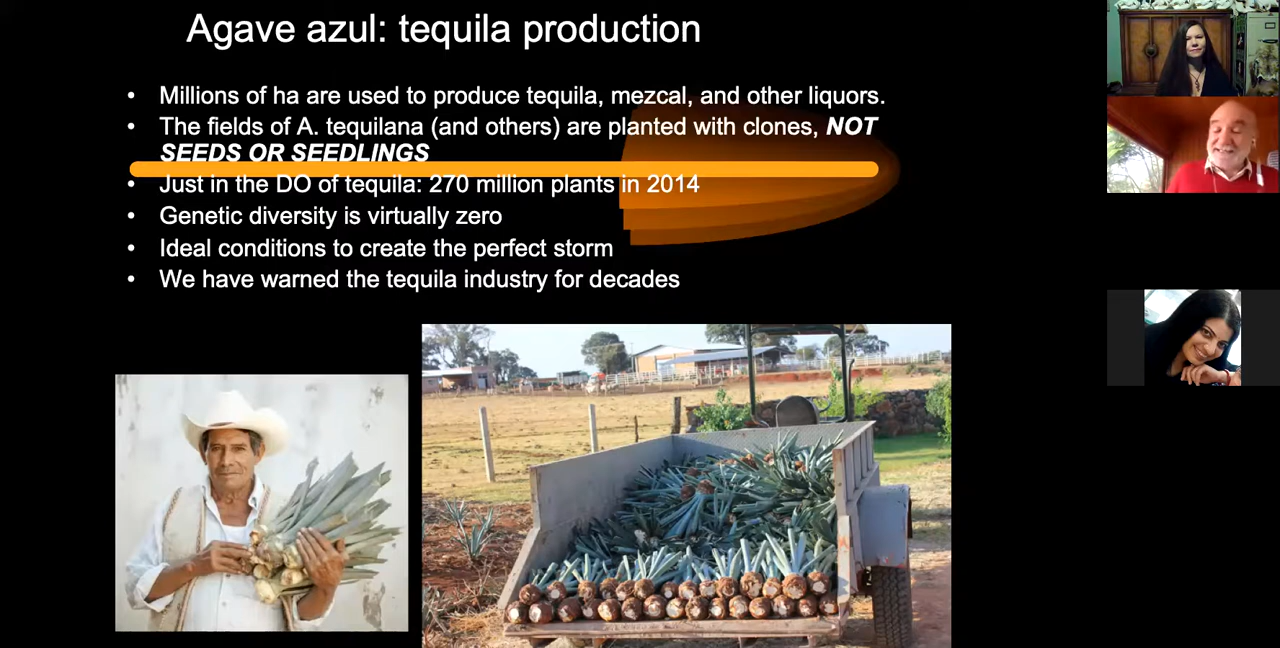 Agave azul: tequila production
• Millions of ha are used to produce tequila, mezcal, and other liquors.
• The fields of A. tequilana (and others) are planted with clones, NOT
SEEDS OR SEEDLINGS
• Just in the DO of tequila: 270 million plants in 2014
• Genetic diversity is virtually zero
• Ideal conditions to create the perfect storm
• We have warned the tequila industry for decades